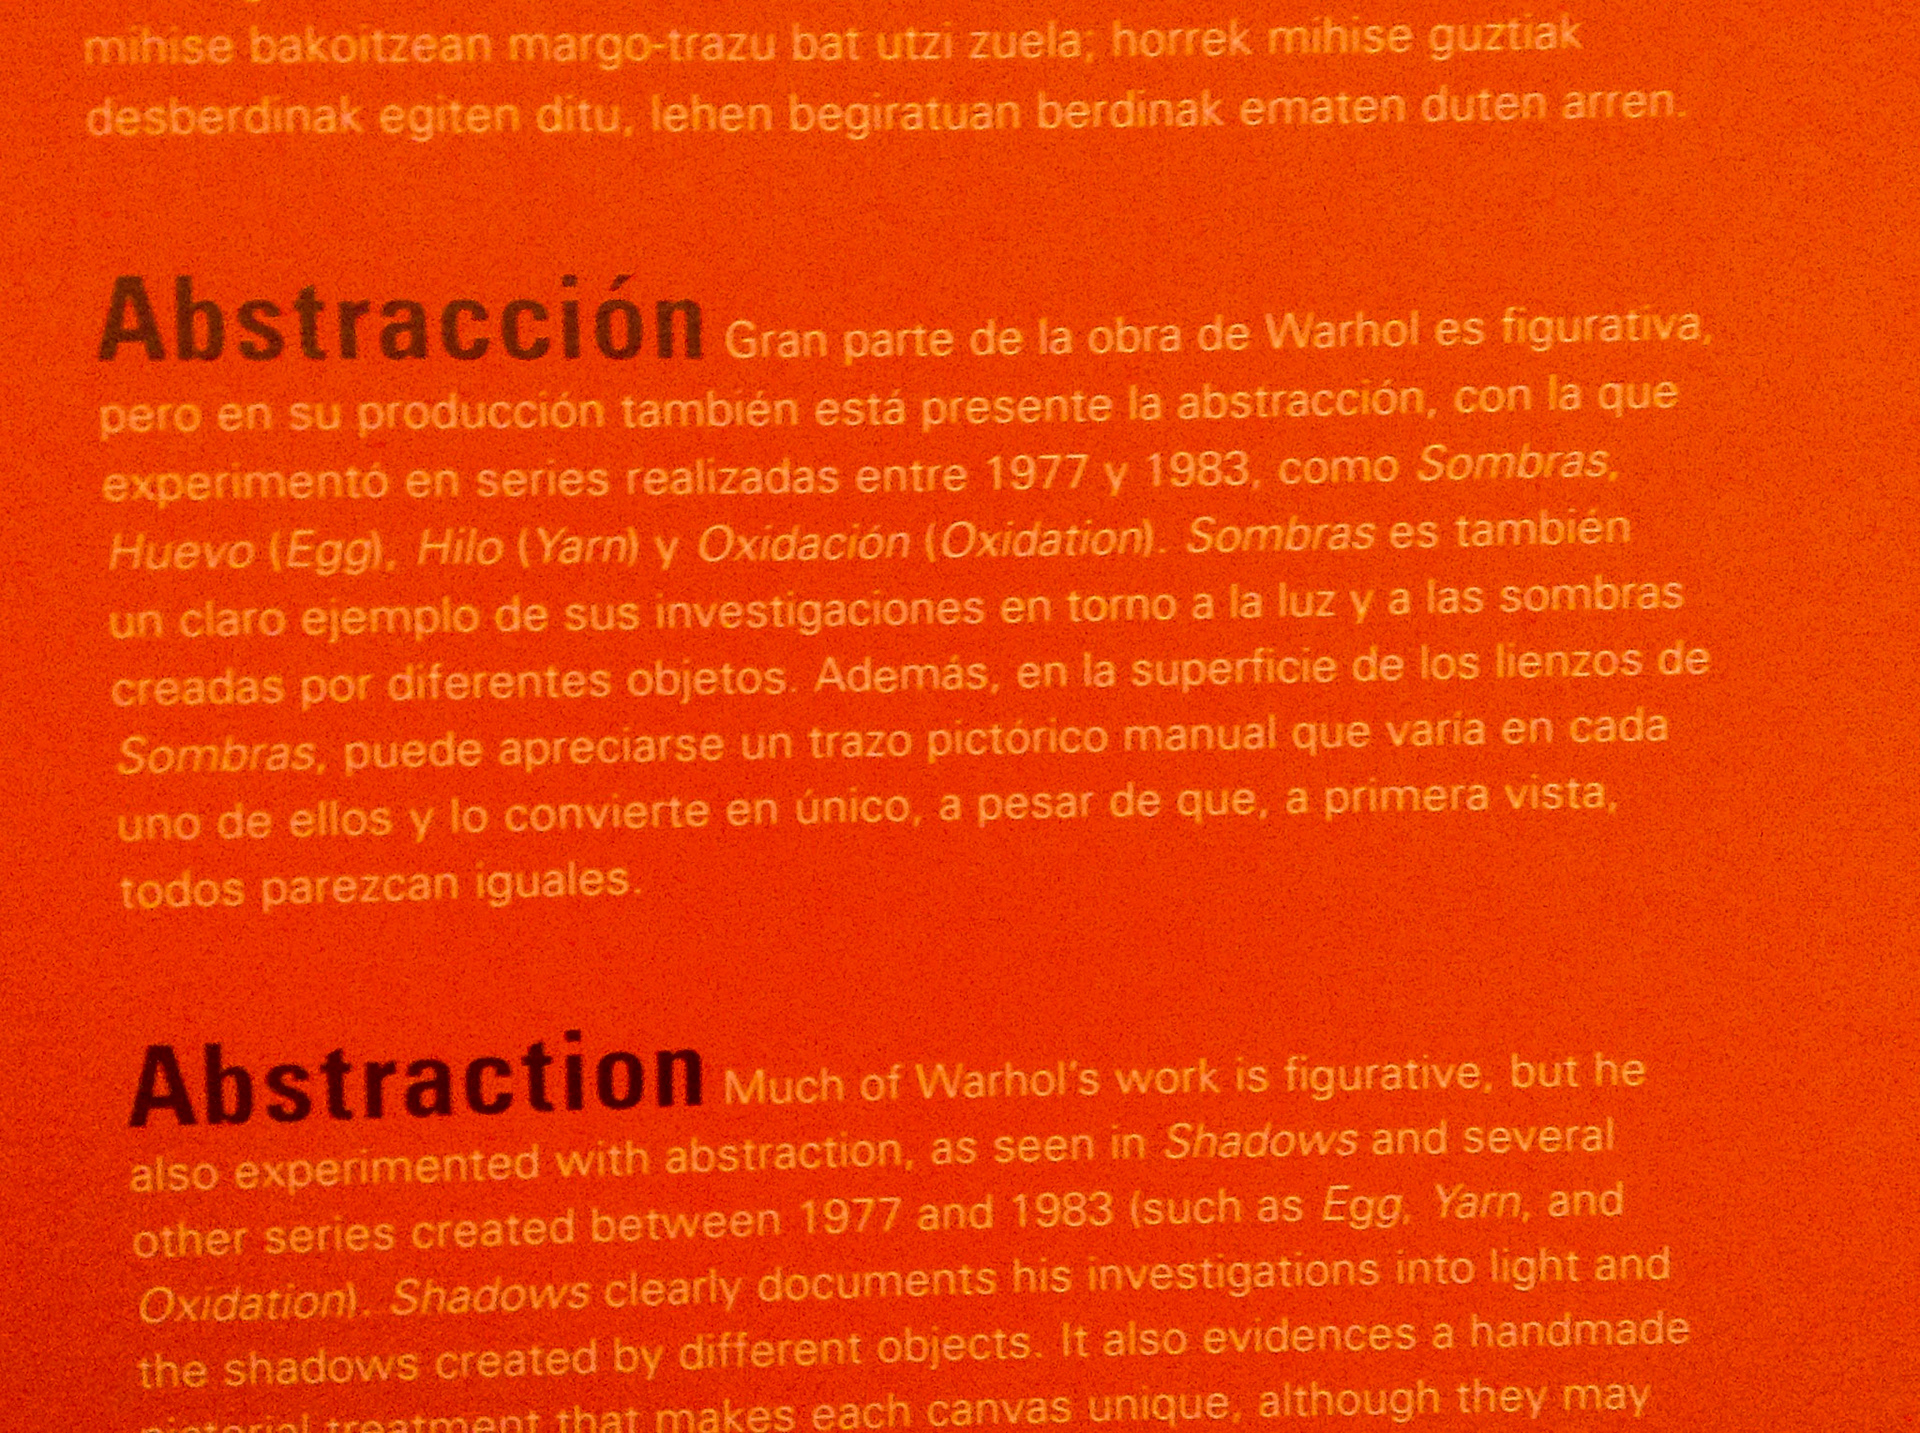 mihise bakoitzean margo-trazu bat utzi zuela; horrek mihise guztiak
desberdinak egiten ditu, lehen begiratuan berdinak ematen duten arren.
Abstracción Gran parte de la obra de Warhol es figurativa,
pero en su producción también está presente la abstracción, con la que
experimentó en series realizadas entre 1977 y 1983, como Sombras,
Huevo (Egg), Hilo (Yarn) y Oxidación (Oxidation). Sombras es también
un claro ejemplo de sus investigaciones en torno a la luz y a las sombras
creadas por diferentes objetos. Además, en la superficie de los lienzos de
Sombras, puede apreciarse un trazo pictórico manual que varía en cada
uno de ellos y lo convierte en único, a pesar de que, a primera vista,
todos parezcan iguales.
Abstraction Much of Warhol's work is figurative, but he
also experimented with abstraction, as seen in Shadows and several
other series created between 1977 and 1983 (such as Egg, Yarn, and
Oxidation). Shadows clearly documents his investigations into light and
the shadows created by different objects. It also evidences a handmade
pictorial treatment that makes each canvas unique, although they may